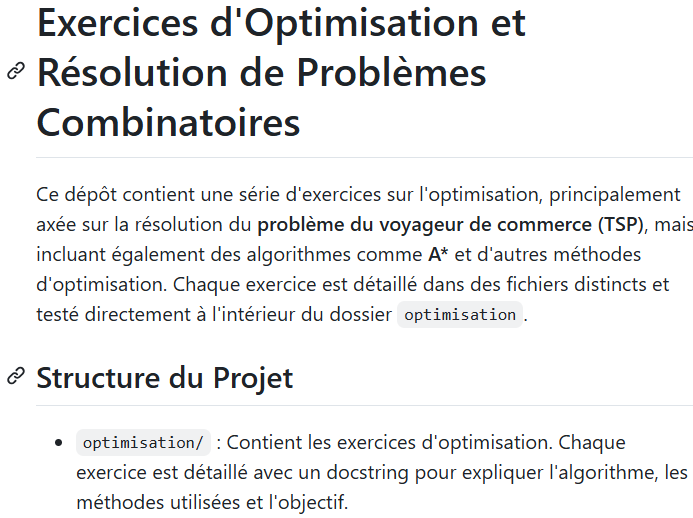 Exercices d'Optimisation et
Résolution de Problèmes
Combinatoires
Ce dépôt contient une série d'exercices sur l'optimisation, principalement
axée sur la résolution du problème du voyageur de commerce (TSP), mais
incluant également des algorithmes comme A* et d'autres méthodes
d'optimisation. Chaque exercice est détaillé dans des fichiers distincts et
testé directement à l'intérieur du dossier optimisation.
Structure du Projet
• optimisation/ : Contient les exercices d'optimisation. Chaque
exercice est détaillé avec un docstring pour expliquer l'algorithme, les
méthodes utilisées et l'objectif.